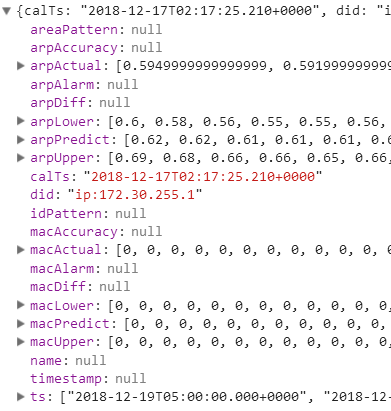 {calTs: "2018-12-17T02:17:25.210+0000", did: "i
areaPattern: null
arpAccuracy: null
arpActual: [0.5949999999999999, 0.591999999999
arpAlarm: null
arpDiff: null
arpLower: [0.6, 0.58, 0.56, 0.55, 0.55, 0.56,
arpPredict: [0.62, 0.62, 0.61, 0.61, 0.61, 0.6
arpUpper: [0.69, 0.68, 0.66, 0.66, 0.65, 0.66,
calTs: "2018-12-17T02:17:25.210+0000"
did: "ip:172.30.255.1"
idPattern: null
macAccuracy: null
macActual: [0, 0, 0, 0, 0, 0, 0, 0, 0, 0, 0, 0
macAlarm: null
macDiff: null
macLower: [0, 0, 0, 0, 0, 0, 0, 0, 0, 0, 0, 0,
macPredict: [0, 0, 0, 0, 0, 0, 0, 0, 0, 0, 0,
macUpper: [0, 0, 0, 0, 0, 0, 0, 0, 0, 0, 0, 0,
name: null
timestamp: null
ts: ["2018-12-19T05:00:00.000+0000", "2018-12-